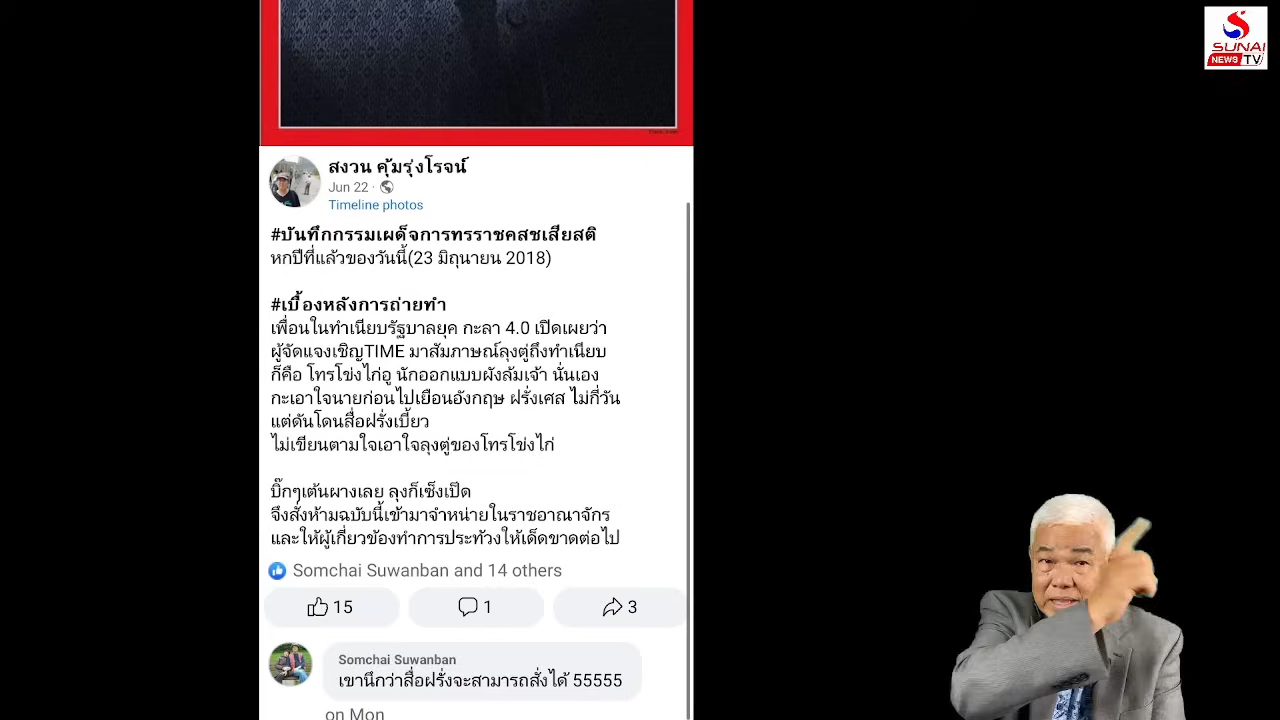 SUNAI
NEWS TV
สงวน คุ้มรุ่งโรจน์
Jun 22 ·
Timeline photos
#บันทึกกรรมเผด็จการทรราชคสชเสียสติ
หกปีที่แล้วของวันนี้(23 มิถุนายน 2018)
#เบื้องหลังการถ่ายทำ
เพื่อนในทำเนียบรัฐบาลยุค กะลา 4.0 เปิดเผยว่า
ผู้จัดแจงเชิญTIME มาสัมภาษณ์ลุงตู่ถึงทำเนียบ
ก็คือ โทรโข่งไก่อู นักออกแบบผังล้มเจ้า นั่นเอง
กะเอาใจนายก่อนไปเยือนอังกฤษ ฝรั่งเศส ไม่กี่วัน
แต่ดันโดนสื่อฝรั่งเบี้ยว
ไม่เขียนตามใจเอาใจลุงตู่ของโทรโข่งไก่
บิ๊กๆเต้นผางเลย ลุงก็เซ็งเป็ด
จึงสั่งห้ามฉบับนี้เข้ามาจำหน่ายในราชอาณาจักร
และให้ผู้เกี่ยวข้องทำการประท้วงให้เด็ดขาดต่อไป
Somchai Suwanban and 14 others
15
1
3
Somchai Suwanban
เขานึกว่าสื่อฝรั่งจะสามารถสั่งได้ 55555
on Mon